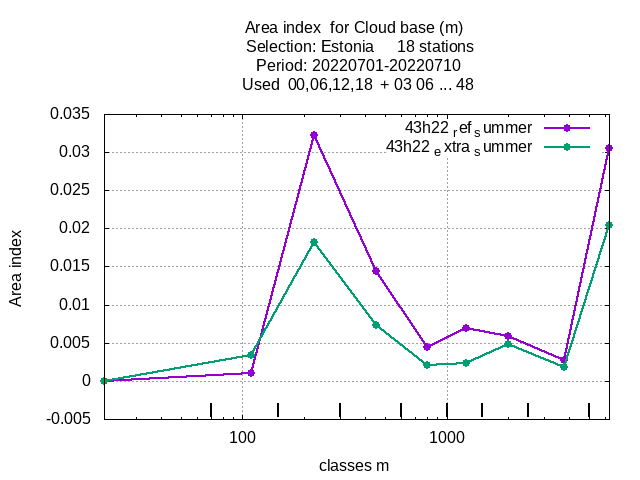 Area index  for Cloud base (m)
Selection: Estonia     18 stations
Period: 20220701-20220710
Used  00,06,12,18  + 03 06 ... 48
43h22 ref summer
43h22 extra summer
0.035
0.03
0.025
0.02
0.015
0.01
0.005
0
-0.005
Area index
100
1000
classes m